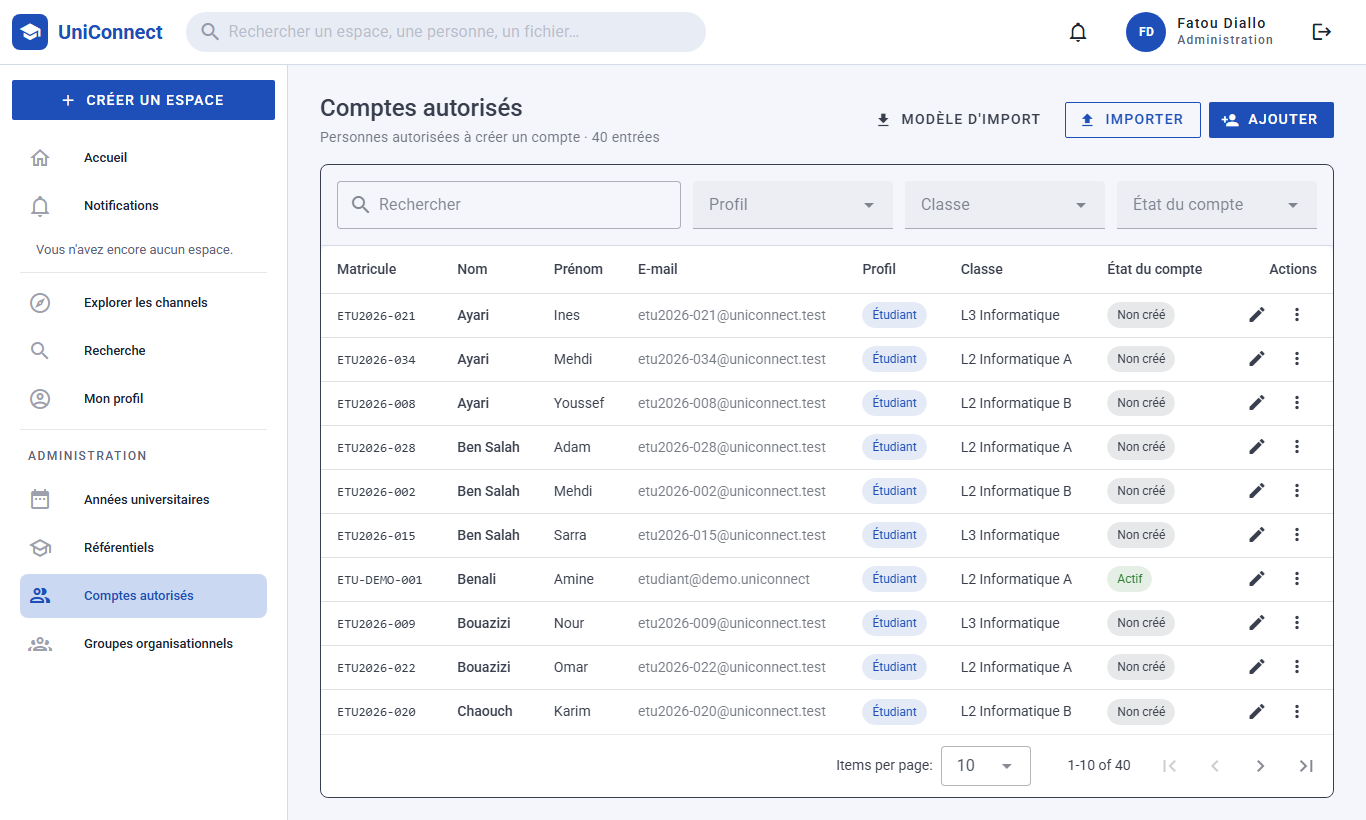 UniConnect
Rechercher un espace, une personne, un fichier...
FD
Fatou Diallo
Administration
CRÉER UN ESPACE
Accueil
Notifications
Vous n'avez encore aucun espace.
Explorer les channels
Recherche
Mon profil
ADMINISTRATION
Années universitaires
Référentiels
Comptes autorisés
Groupes organisationnels
Comptes autorisés
Personnes autorisées à créer un compte · 40 entrées
MODÈLE D'IMPORT
IMPORTER
AJOUTER
Rechercher
Profil
Classe
État du compte
Matricule Nom Prénom E-mail Profil Classe État du compte Actions
ETU2026-021 Ayari Ines etu2026-021@uniconnect.test Étudiant L3 Informatique Non créé
ETU2026-034 Ayari Mehdi etu2026-034@uniconnect.test Étudiant L2 Informatique A Non créé
ETU2026-008 Ayari Youssef etu2026-008@uniconnect.test Étudiant L2 Informatique B Non créé
ETU2026-028 Ben Salah Adam etu2026-028@uniconnect.test Étudiant L2 Informatique A Non créé
ETU2026-002 Ben Salah Mehdi etu2026-002@uniconnect.test Étudiant L2 Informatique B Non créé
ETU2026-015 Ben Salah Sarra etu2026-015@uniconnect.test Étudiant L3 Informatique Non créé
ETU-DEMO-001 Benali Amine etudiant@demo.uniconnect Étudiant L2 Informatique A Actif
ETU2026-009 Bouazizi Nour etu2026-009@uniconnect.test Étudiant L3 Informatique Non créé
ETU2026-022 Bouazizi Omar etu2026-022@uniconnect.test Étudiant L2 Informatique A Non créé
ETU2026-020 Chaouch Karim etu2026-020@uniconnect.test Étudiant L2 Informatique B Non créé
Items per page: 10 1-10 of 40